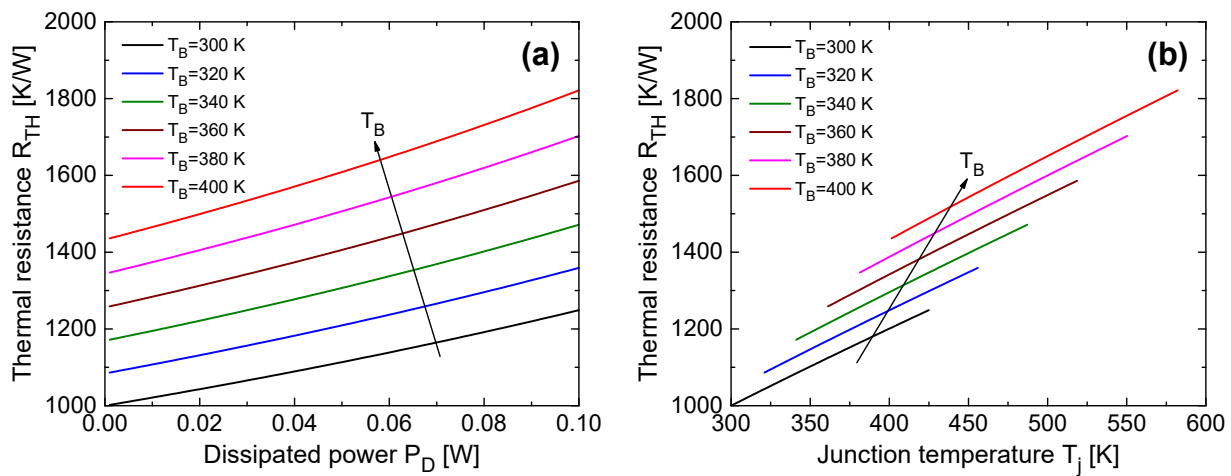 2000
1800
1600
1400
1200
1000
Thermal resistance R_TH [K/W]
T_B=300 K
T_B=320 K
T_B=340 K
T_B=360 K
T_B=380 K
T_B=400 K
(a)
T_B
0.00 0.02 0.04 0.06 0.08 0.10
Dissipated power P_D [W]
2000
1800
1600
1400
1200
1000
Thermal resistance R_TH [K/W]
T_B=300 K
T_B=320 K
T_B=340 K
T_B=360 K
T_B=380 K
T_B=400 K
(b)
T_B
300 350 400 450 500 550 600
Junction temperature T_j [K]